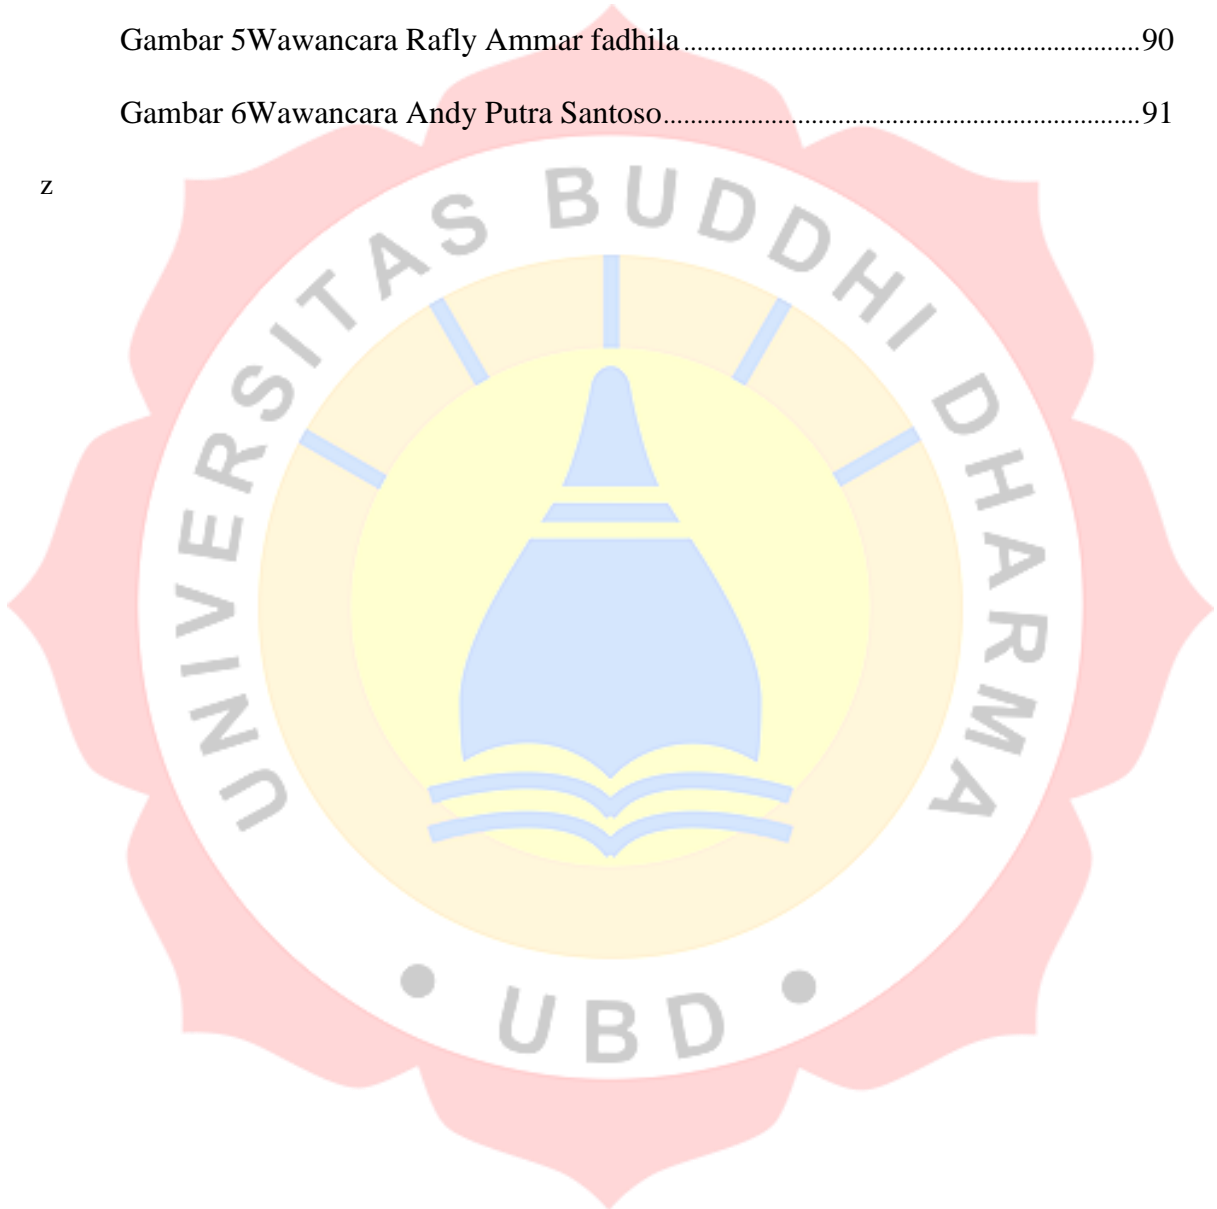 Gambar 5Wawancara Rafly Ammar fadhila.....................................................................90
Gambar 6Wawancara Andy Putra Santoso.......................................................................91
z
UNIVERSITAS BUDDHI DHARMA
• UBD •